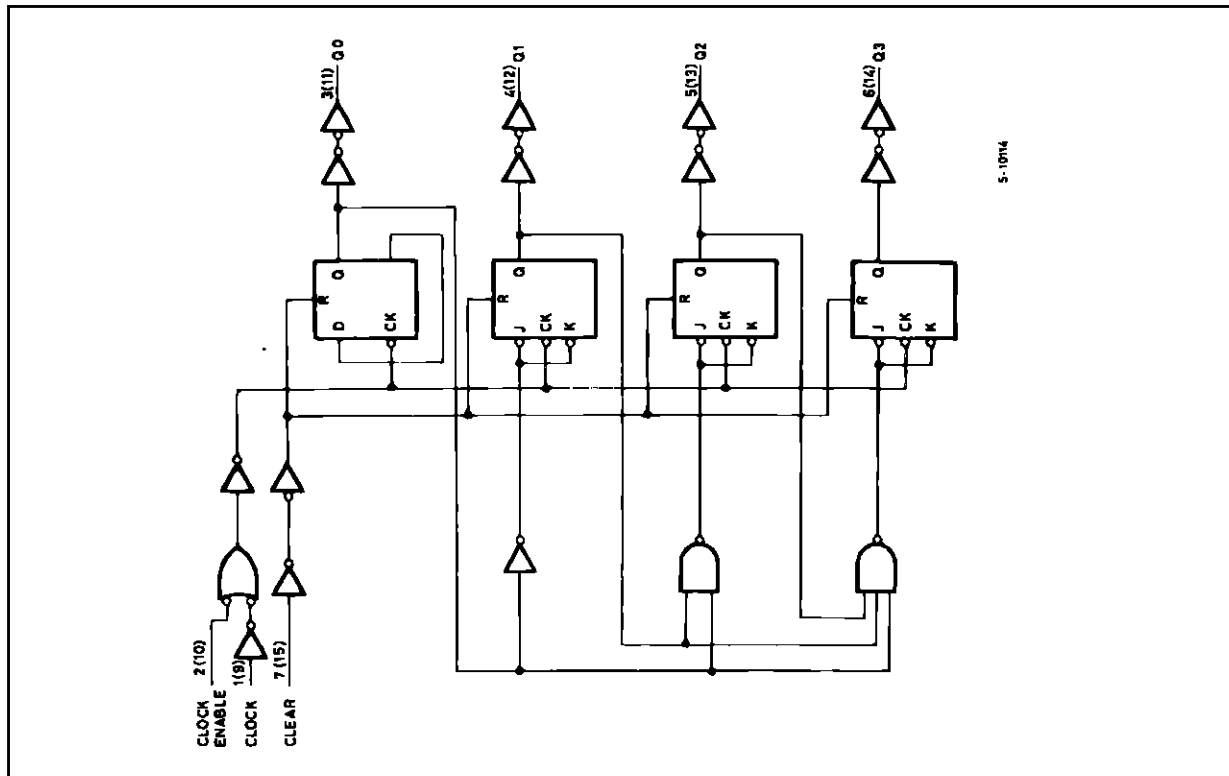 3(11) Q0
4(12) Q1
5(13) Q2
6(14) Q3
D R Q
CK
J R Q
CK
K
J R Q
CK
K
J R Q
CK
K
CLOCK ENABLE 2(10)
CLOCK 1(9)
CLEAR 7(15)
S-10114